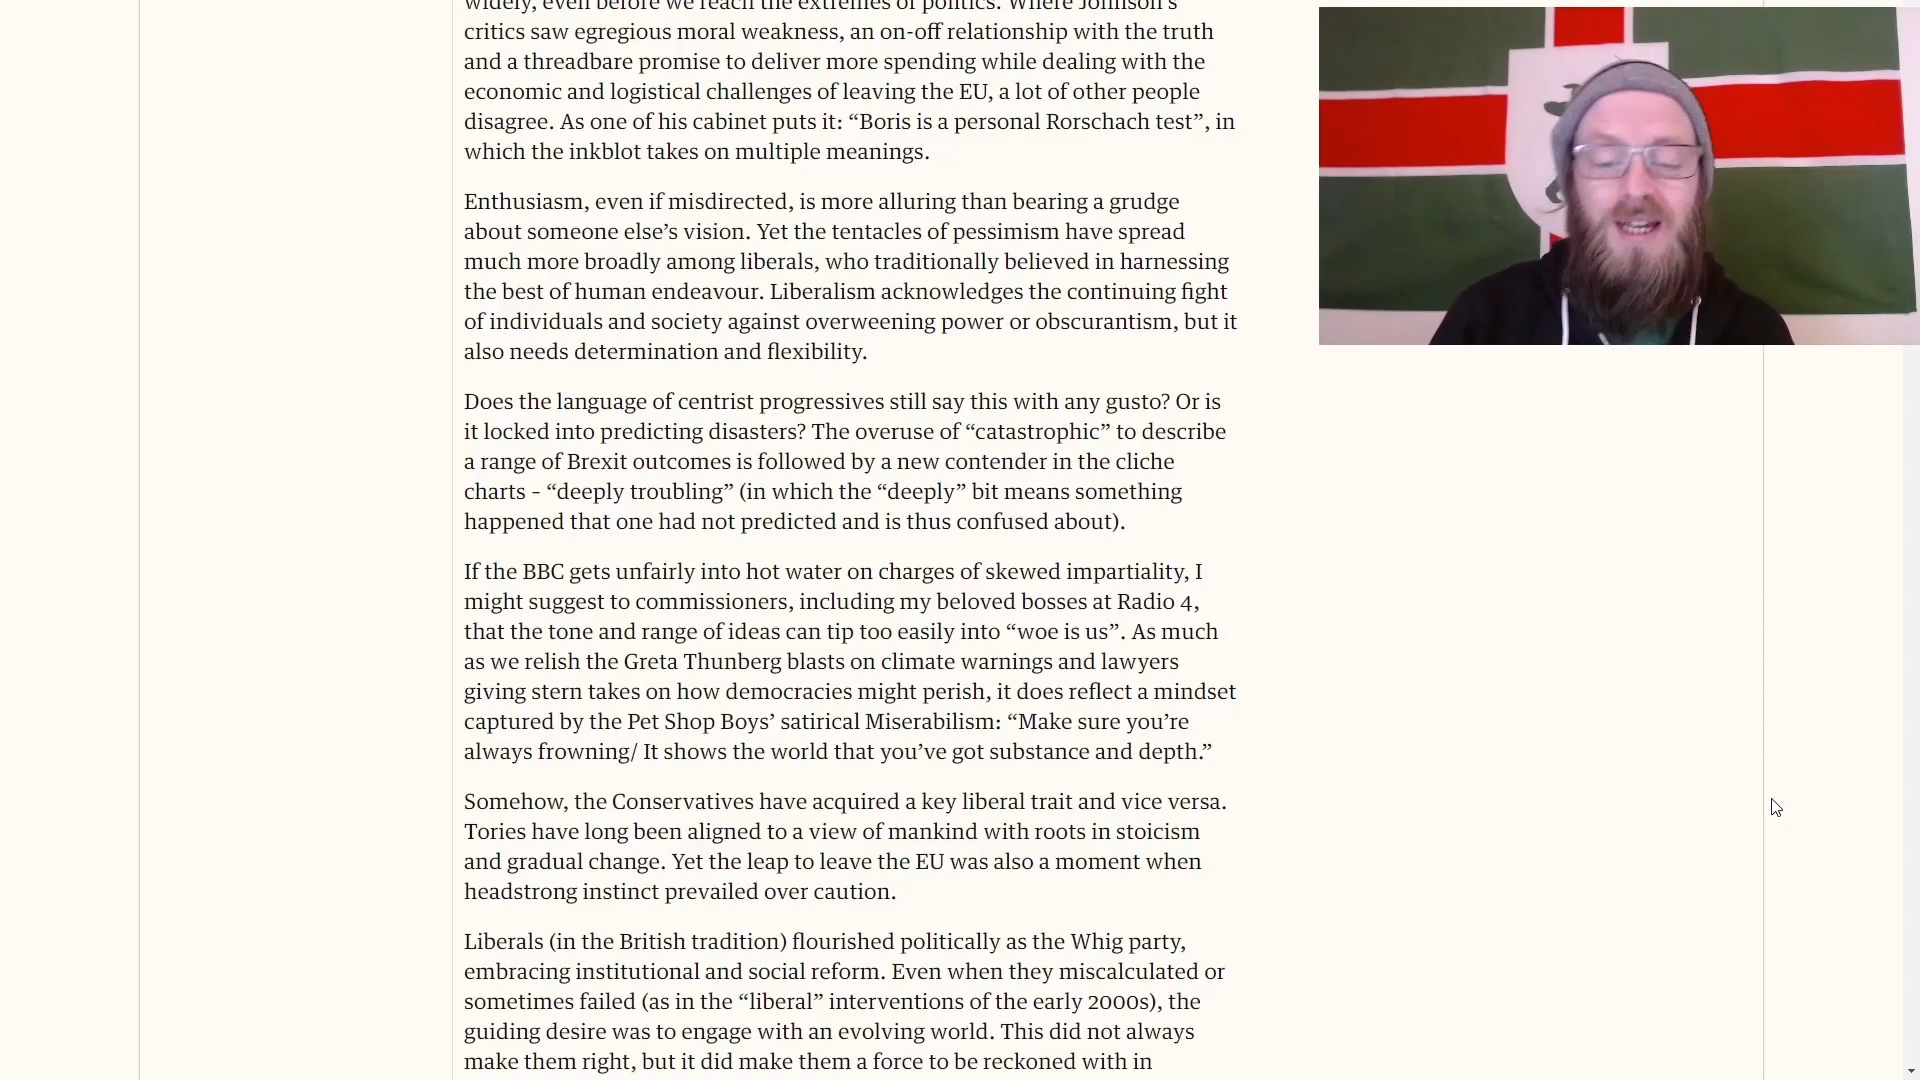 widely, even before we reach the extremes of politics. Where Johnson’s
critics saw egregious moral weakness, an on-off relationship with the truth
and a threadbare promise to deliver more spending while dealing with the
economic and logistical challenges of leaving the EU, a lot of other people
disagree. As one of his cabinet puts it: “Boris is a personal Rorschach test”, in
which the inkblot takes on multiple meanings.
Enthusiasm, even if misdirected, is more alluring than bearing a grudge
about someone else’s vision. Yet the tentacles of pessimism have spread
much more broadly among liberals, who traditionally believed in harnessing
the best of human endeavour. Liberalism acknowledges the continuing fight
of individuals and society against overweening power or obscurantism, but it
also needs determination and flexibility.
Does the language of centrist progressives still say this with any gusto? Or is
it locked into predicting disasters? The overuse of “catastrophic” to describe
a range of Brexit outcomes is followed by a new contender in the cliche
charts – “deeply troubling” (in which the “deeply” bit means something
happened that one had not predicted and is thus confused about).
If the BBC gets unfairly into hot water on charges of skewed impartiality, I
might suggest to commissioners, including my beloved bosses at Radio 4,
that the tone and range of ideas can tip too easily into “woe is us”. As much
as we relish the Greta Thunberg blasts on climate warnings and lawyers
giving stern takes on how democracies might perish, it does reflect a mindset
captured by the Pet Shop Boys’ satirical Miserabilism: “Make sure you’re
always frowning/ It shows the world that you’ve got substance and depth.”
Somehow, the Conservatives have acquired a key liberal trait and vice versa.
Tories have long been aligned to a view of mankind with roots in stoicism
and gradual change. Yet the leap to leave the EU was also a moment when
headstrong instinct prevailed over caution.
Liberals (in the British tradition) flourished politically as the Whig party,
embracing institutional and social reform. Even when they miscalculated or
sometimes failed (as in the “liberal” interventions of the early 2000s), the
guiding desire was to engage with an evolving world. This did not always
make them right, but it did make them a force to be reckoned with in